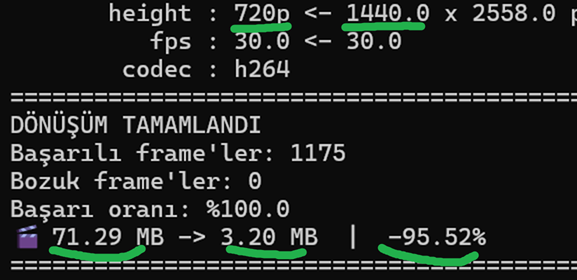 height : 720p <- 1440.0 x 2558.0 p
fps : 30.0 <- 30.0
codec : h264
================================================
DÖNÜŞÜM TAMAMLANDI
Başarılı frame'ler: 1175
Bozuk frame'ler: 0
Başarı oranı: %100.0
🎬 71.29 MB -> 3.20 MB | -95.52%
================================================